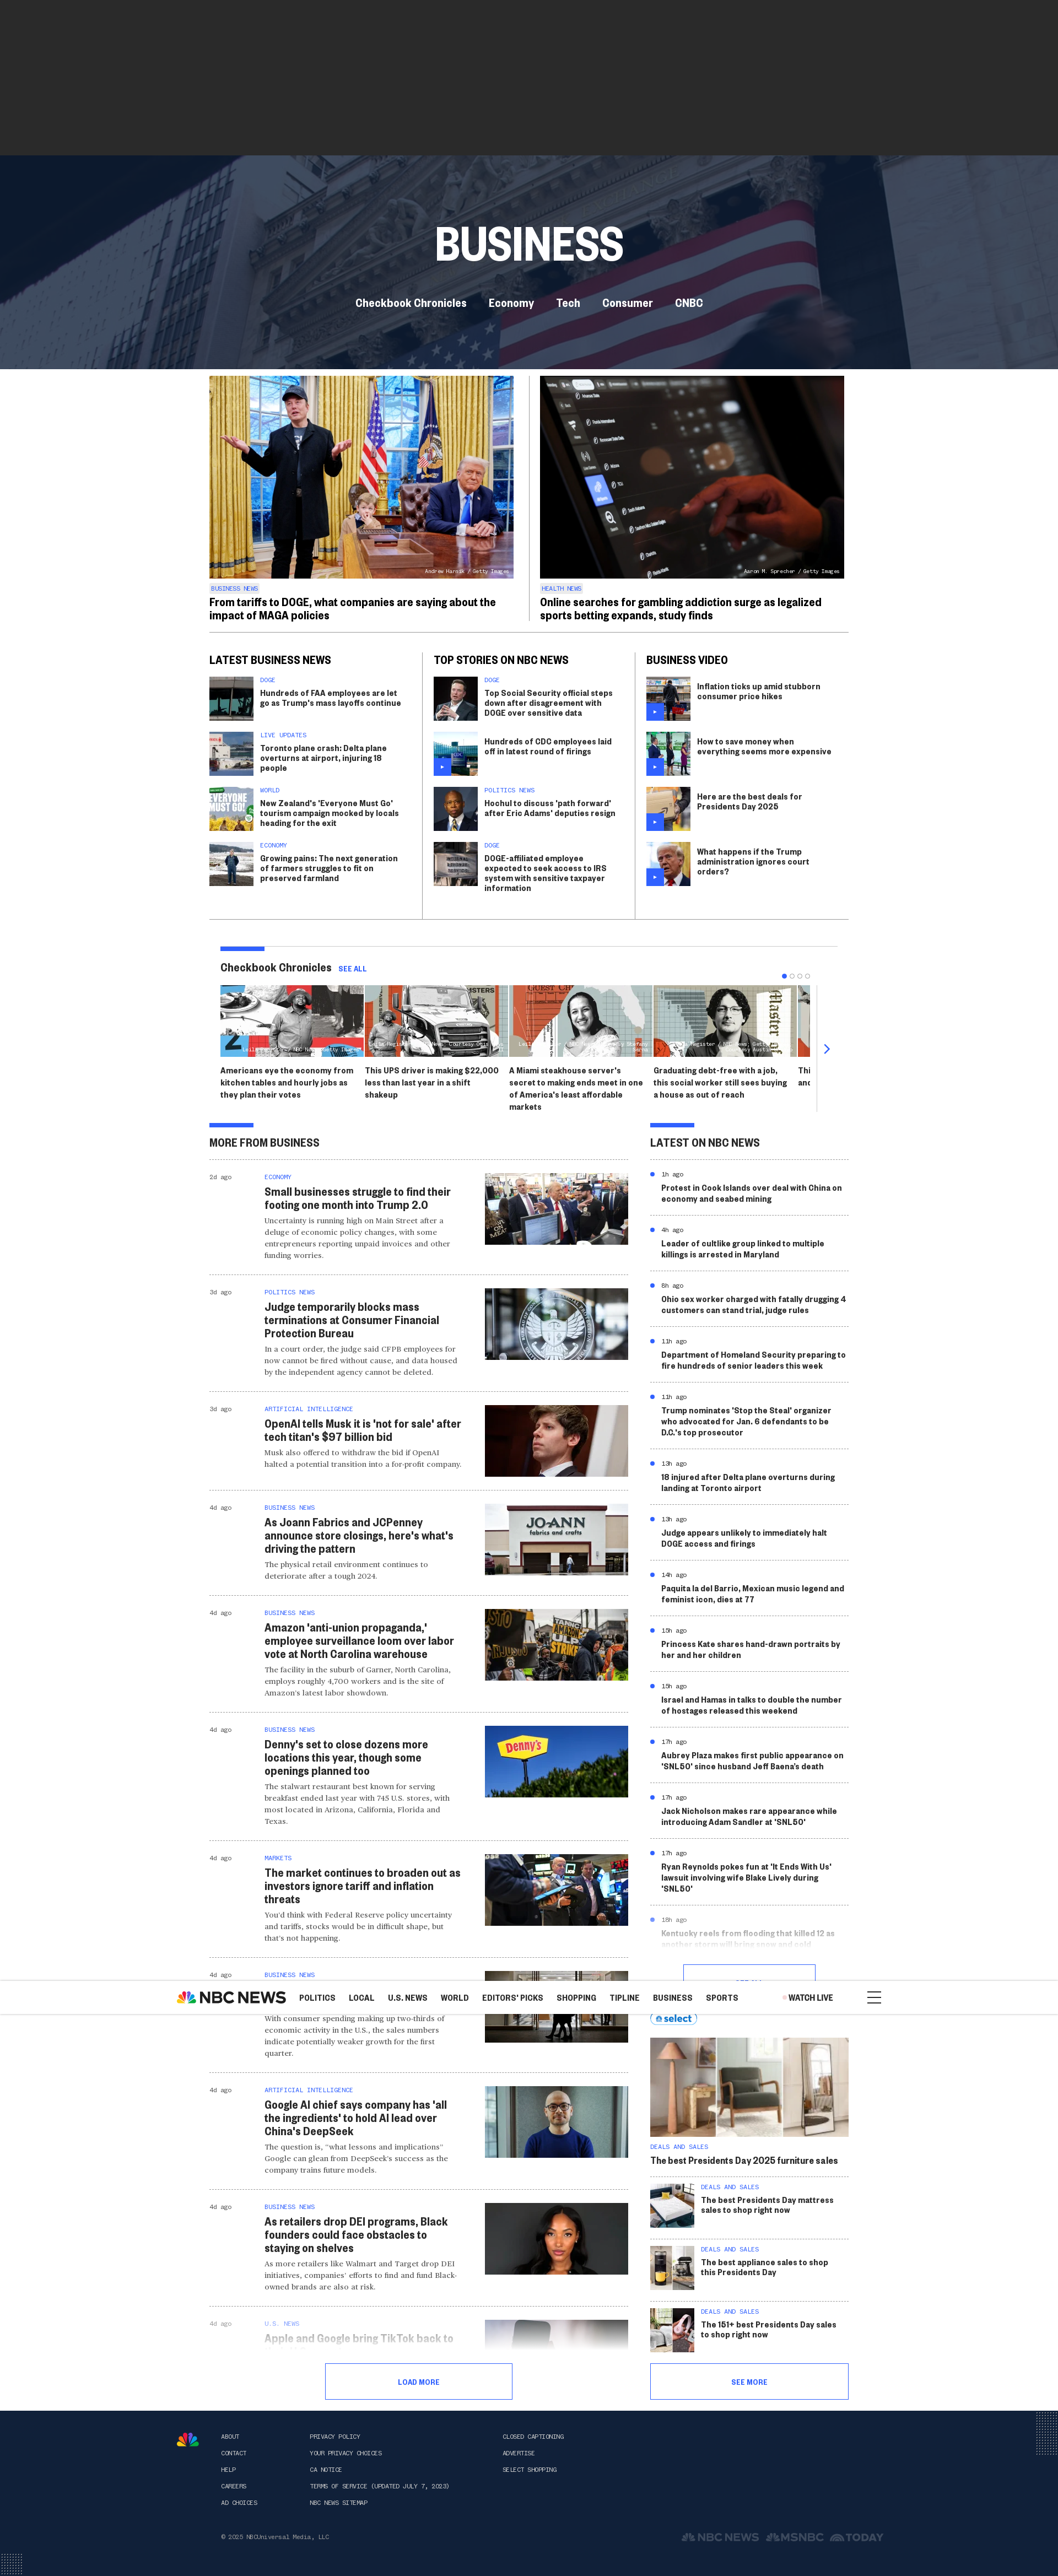 BUSINESS
Checkbook Chronicles
Economy
Tech
Consumer
CNBC
Andrew Harnik / Getty Images
BUSINESS NEWS
From tariffs to DOGE, what companies are saying about the
impact of MAGA policies
Aaron M. Sprecher / Getty Images
HEALTH NEWS
Online searches for gambling addiction surge as legalized
sports betting expands, study finds
LATEST BUSINESS NEWS
DOGE
Hundreds of FAA employees are let
go as Trump's mass layoffs continue
LIVE UPDATES
Toronto plane crash: Delta plane
overturns at airport, injuring 18
people
WORLD
New Zealand's 'Everyone Must Go'
tourism campaign mocked by locals
heading for the exit
ECONOMY
Growing pains: The next generation
of farmers struggles to fit on
preserved farmland
TOP STORIES ON NBC NEWS
DOGE
Top Social Security official steps
down after disagreement with
DOGE over sensitive data
Hundreds of CDC employees laid
off in latest round of firings
POLITICS NEWS
Hochul to discuss 'path forward'
after Eric Adams' deputies resign
DOGE
DOGE-affiliated employee
expected to seek access to IRS
system with sensitive taxpayer
information
BUSINESS VIDEO
Inflation ticks up amid stubborn
consumer price hikes
How to save money when
everything seems more expensive
Here are the best deals for
Presidents Day 2025
What happens if the Trump
administration ignores court
orders?
Checkbook Chronicles
SEE ALL
Americans eye the economy from
kitchen tables and hourly jobs as
they plan their votes
This UPS driver is making $22,000
less than last year in a shift
shakeup
A Miami steakhouse server's
secret to making ends meet in one
of America's least affordable
markets
Graduating debt-free with a job,
this social worker still sees buying
a house as out of reach
MORE FROM BUSINESS
2d ago
ECONOMY
Small businesses struggle to find their
footing one month into Trump 2.0
Uncertainty is running high on Main Street after a
deluge of economic policy changes, with some
entrepreneurs reporting unpaid invoices and other
funding worries.
3d ago
POLITICS NEWS
Judge temporarily blocks mass
terminations at Consumer Financial
Protection Bureau
In a court order, the judge said CFPB employees for
now cannot be fired without cause, and data housed
by the independent agency cannot be deleted.
3d ago
ARTIFICIAL INTELLIGENCE
OpenAI tells Musk it is 'not for sale' after
tech titan's $97 billion bid
Musk also offered to withdraw the bid if OpenAI
halted a potential transition into a for-profit company.
4d ago
BUSINESS NEWS
As Joann Fabrics and JCPenney
announce store closings, here's what's
driving the pattern
The physical retail environment continues to
deteriorate after a tough 2024.
JO-ANN
fabrics and crafts
4d ago
BUSINESS NEWS
Amazon 'anti-union propaganda,'
employee surveillance loom over labor
vote at North Carolina warehouse
The facility in the suburb of Garner, North Carolina,
employs roughly 4,700 workers and is the site of
Amazon's latest labor showdown.
4d ago
BUSINESS NEWS
Denny's set to close dozens more
locations this year, though some
openings planned too
The stalwart restaurant best known for serving
breakfast ended last year with 745 U.S. stores, with
most located in Arizona, California, Florida and
Texas.
Denny's
4d ago
MARKETS
The market continues to broaden out as
investors ignore tariff and inflation
threats
You'd think with Federal Reserve policy uncertainty
and tariffs, stocks would be in difficult shape, but
that's not happening.
4d ago
BUSINESS NEWS
LATEST ON NBC NEWS
1h ago
Protest in Cook Islands over deal with China on
economy and seabed mining
4h ago
Leader of cultlike group linked to multiple
killings is arrested in Maryland
6h ago
Ohio sex worker charged with fatally drugging 4
customers can stand trial, judge rules
11h ago
Department of Homeland Security preparing to
fire hundreds of senior leaders this week
11h ago
Trump nominates 'Stop the Steal' organizer
who advocated for Jan. 6 defendants to be
D.C.'s top prosecutor
13h ago
18 injured after Delta plane overturns during
landing at Toronto airport
13h ago
Judge appears unlikely to immediately halt
DOGE access and firings
14h ago
Paquita la del Barrio, Mexican music legend and
feminist icon, dies at 77
15h ago
Princess Kate shares hand-drawn portraits by
her and her children
15h ago
Israel and Hamas in talks to double the number
of hostages released this weekend
17h ago
Aubrey Plaza makes first public appearance on
'SNL50' since husband Jeff Baena's death
17h ago
Jack Nicholson makes rare appearance while
introducing Adam Sandler at 'SNL50'
17h ago
Ryan Reynolds pokes fun at 'It Ends With Us'
lawsuit involving wife Blake Lively during
'SNL50'
18h ago
Kentucky reels from flooding that killed 12 as
another storm will bring snow and cold
NBC NEWS
POLITICS
LOCAL
U.S. NEWS
WORLD
EDITORS' PICKS
SHOPPING
TIPLINE
BUSINESS
SPORTS
WATCH LIVE
With consumer spending making up two-thirds of
economic activity in the U.S., the sales numbers
indicate potentially weaker growth for the first
quarter.
4d ago
ARTIFICIAL INTELLIGENCE
Google AI chief says company has 'all
the ingredients' to hold AI lead over
China's DeepSeek
The question is, "what lessons and implications"
Google can glean from DeepSeek's success as the
company trains future models.
4d ago
BUSINESS NEWS
As retailers drop DEI programs, Black
founders could face obstacles to
staying on shelves
As more retailers like Walmart and Target drop DEI
initiatives, companies' efforts to find and fund Black-
owned brands are also at risk.
4d ago
U.S. NEWS
Apple and Google bring TikTok back to
LOAD MORE
select
DEALS AND SALES
The best Presidents Day 2025 furniture sales
DEALS AND SALES
The best Presidents Day mattress
sales to shop right now
DEALS AND SALES
The best appliance sales to shop
this Presidents Day
DEALS AND SALES
The 151+ best Presidents Day sales
to shop right now
SEE MORE
ABOUT
CONTACT
HELP
CAREERS
AD CHOICES
PRIVACY POLICY
YOUR PRIVACY CHOICES
CA NOTICE
TERMS OF SERVICE (UPDATED JULY 7, 2023)
NBC NEWS SITEMAP
CLOSED CAPTIONING
ADVERTISE
SELECT SHOPPING
© 2025 NBCUniversal Media, LLC
NBC NEWS
MSNBC
TODAY